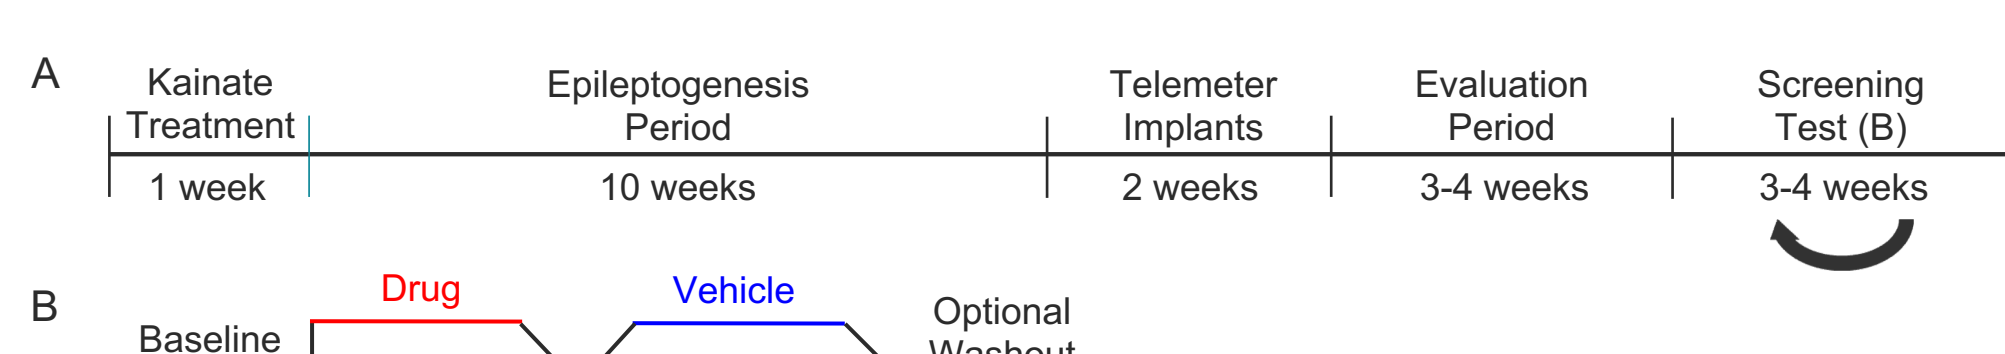 A
Kainate
Treatment
Epileptogenesis
Period
Telemeter
Implants
Evaluation
Period
Screening
Test (B)
1 week
10 weeks
2 weeks
3-4 weeks
3-4 weeks
B
Baseline
Drug
Vehicle
Optional
Washout